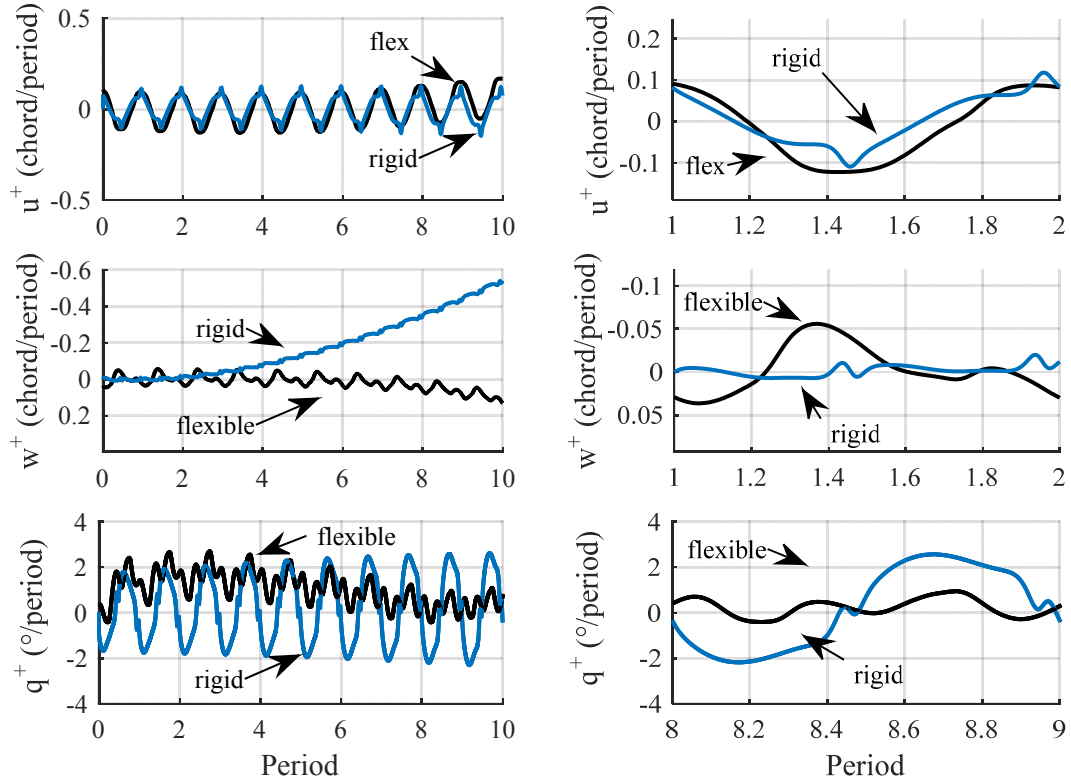 u⁺ (chord/period)
0.5
0
-0.5
flex
rigid
0 2 4 6 8 10
u⁺ (chord/period)
0.2
0.1
0
-0.1
rigid
flex
1 1.2 1.4 1.6 1.8 2
w⁺ (chord/period)
-0.6
-0.4
-0.2
0
0.2
rigid
flexible
0 2 4 6 8 10
w⁺ (chord/period)
-0.1
-0.05
0
0.05
flexible
rigid
1 1.2 1.4 1.6 1.8 2
q⁺ (°/period)
4
2
0
-2
-4
flexible
rigid
0 2 4 6 8 10
Period
q⁺ (°/period)
4
2
0
-2
-4
flexible
rigid
8 8.2 8.4 8.6 8.8 9
Period